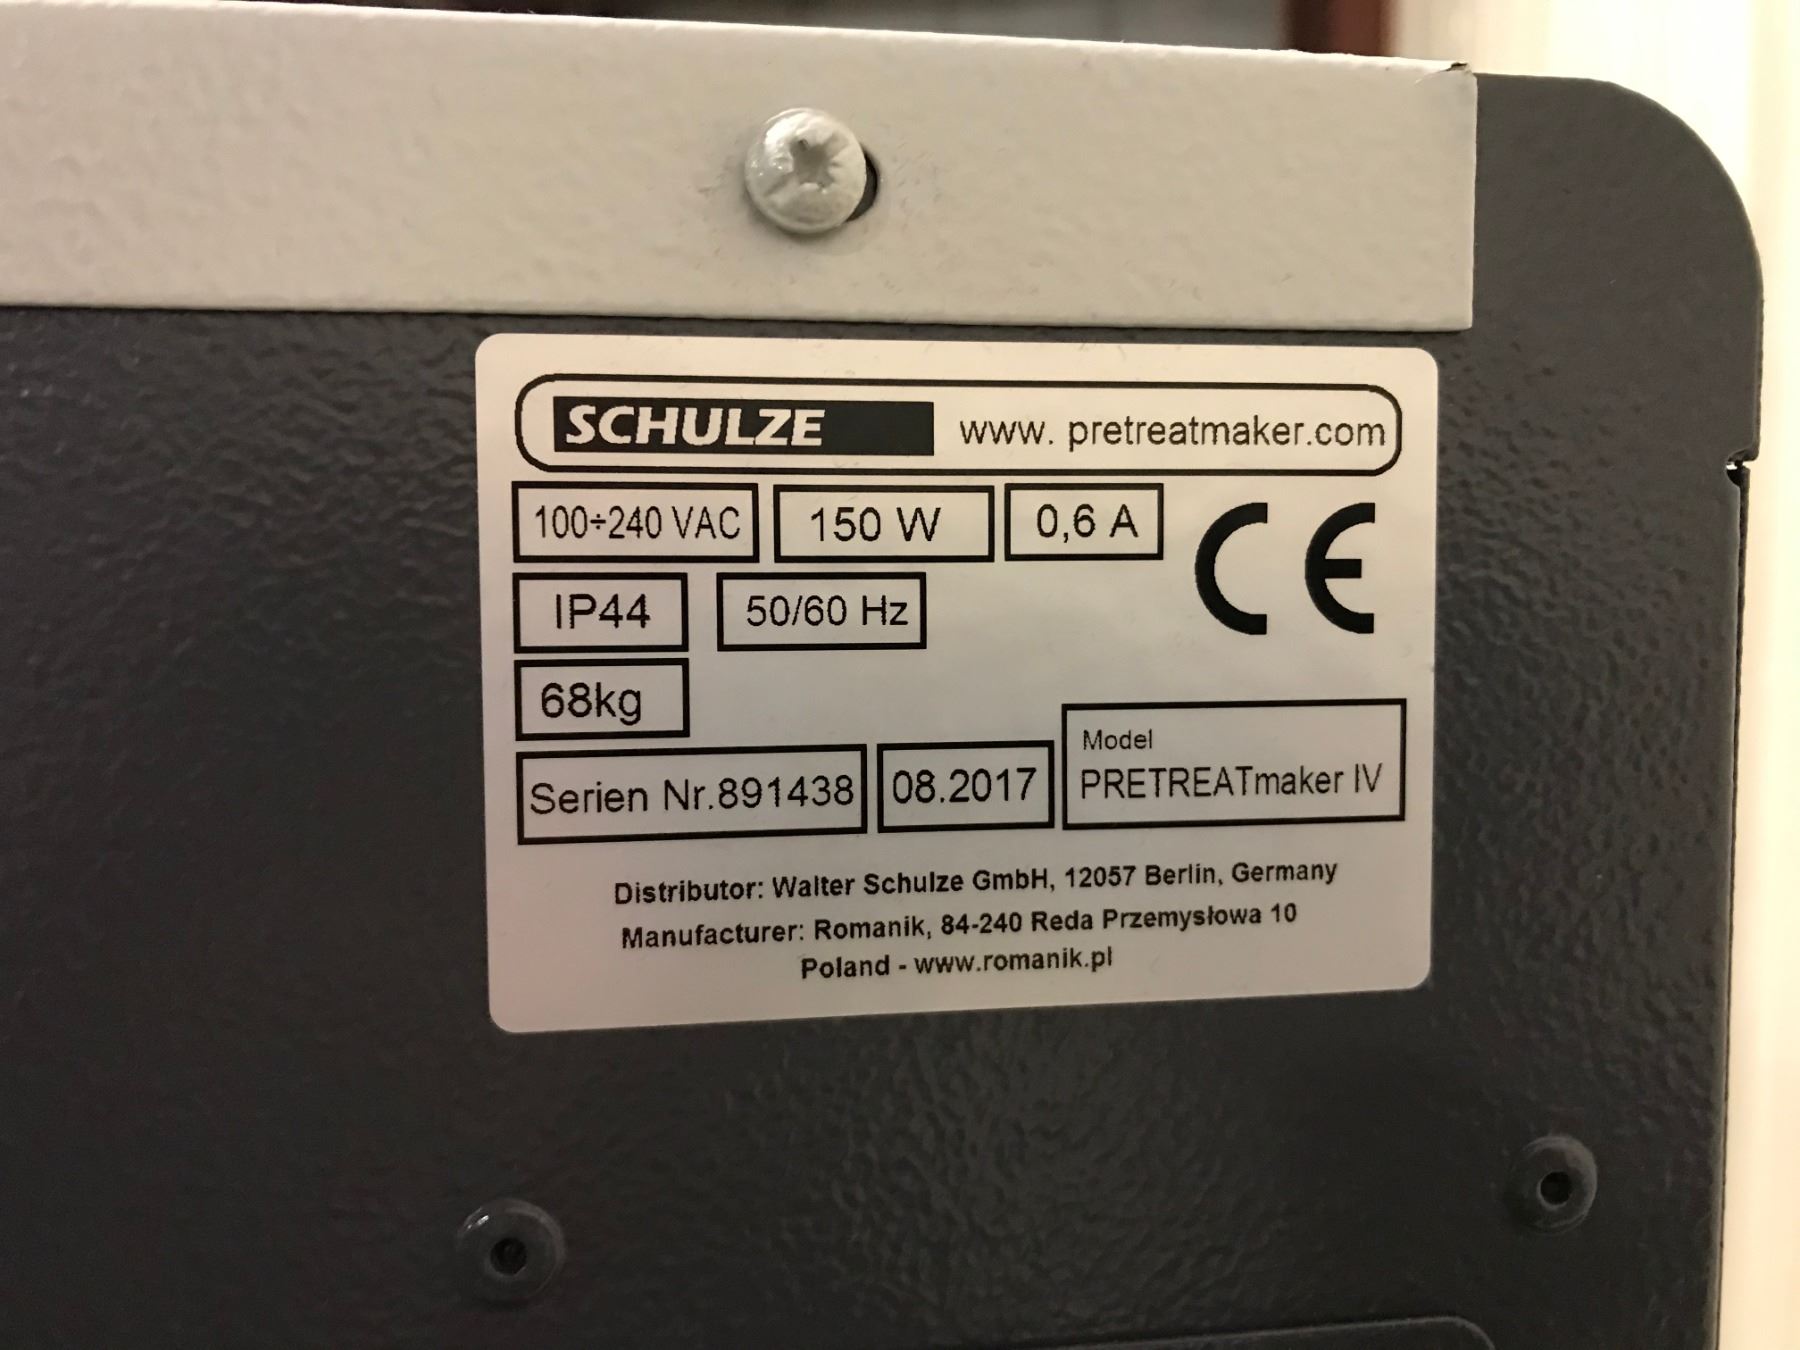 SCHULZE www. pretreatmaker.com
100÷240 VAC 150 W 0,6 A CE
IP44 50/60 Hz
68kg
Serien Nr.891438 08.2017 Model
PRETREATmaker IV
Distributor: Walter Schulze GmbH, 12057 Berlin, Germany
Manufacturer: Romanik, 84-240 Reda Przemysłowa 10
Poland - www.romanik.pl